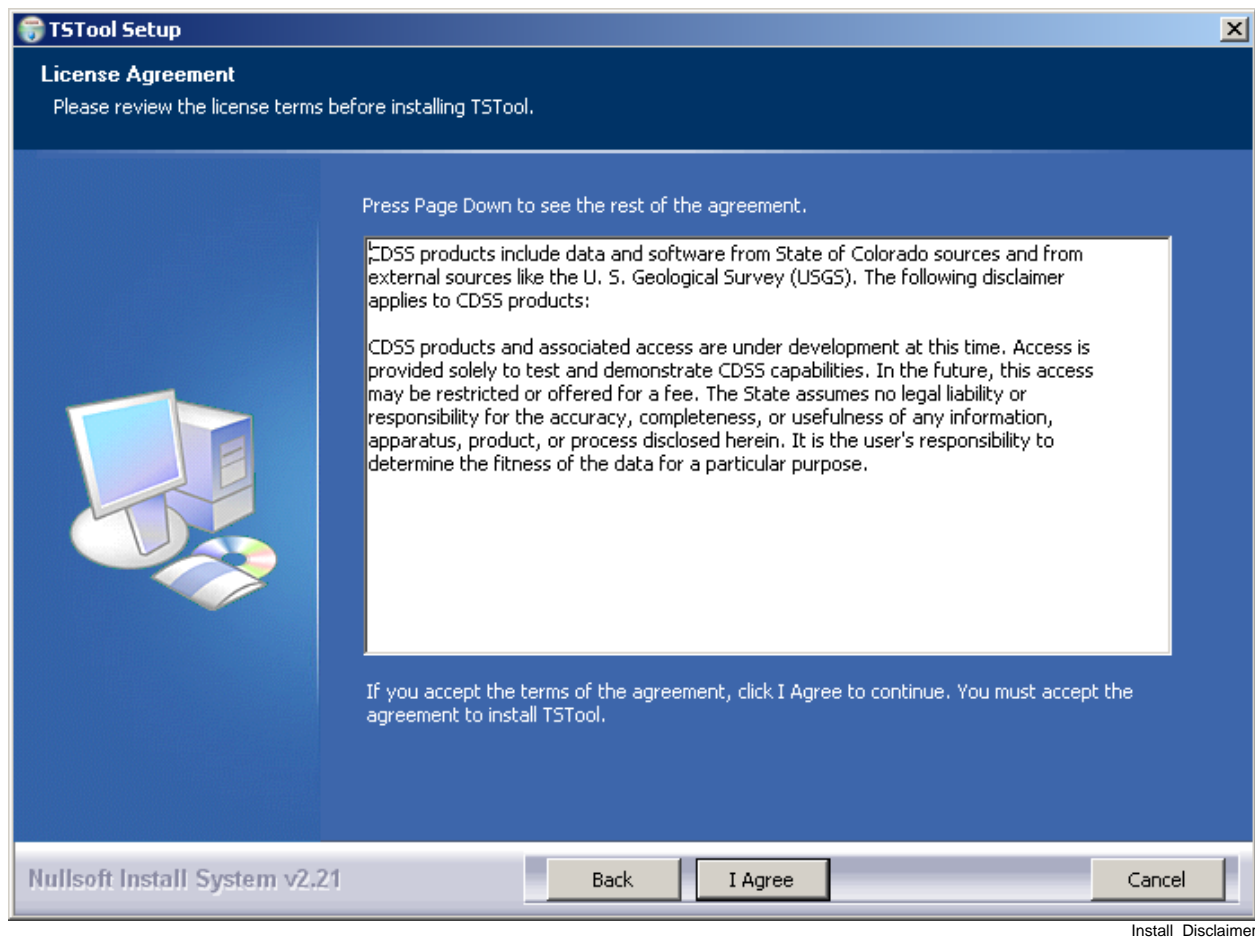 TSTool Setup
License Agreement
Please review the license terms before installing TSTool.
Press Page Down to see the rest of the agreement.
CDSS products include data and software from State of Colorado sources and from
external sources like the U. S. Geological Survey (USGS). The following disclaimer
applies to CDSS products:
CDSS products and associated access are under development at this time. Access is
provided solely to test and demonstrate CDSS capabilities. In the future, this access
may be restricted or offered for a fee. The State assumes no legal liability or
responsibility for the accuracy, completeness, or usefulness of any information,
apparatus, product, or process disclosed herein. It is the user's responsibility to
determine the fitness of the data for a particular purpose.
If you accept the terms of the agreement, click I Agree to continue. You must accept the
agreement to install TSTool.
Nullsoft Install System v2.21
Back
I Agree
Cancel
Install_Disclaimer